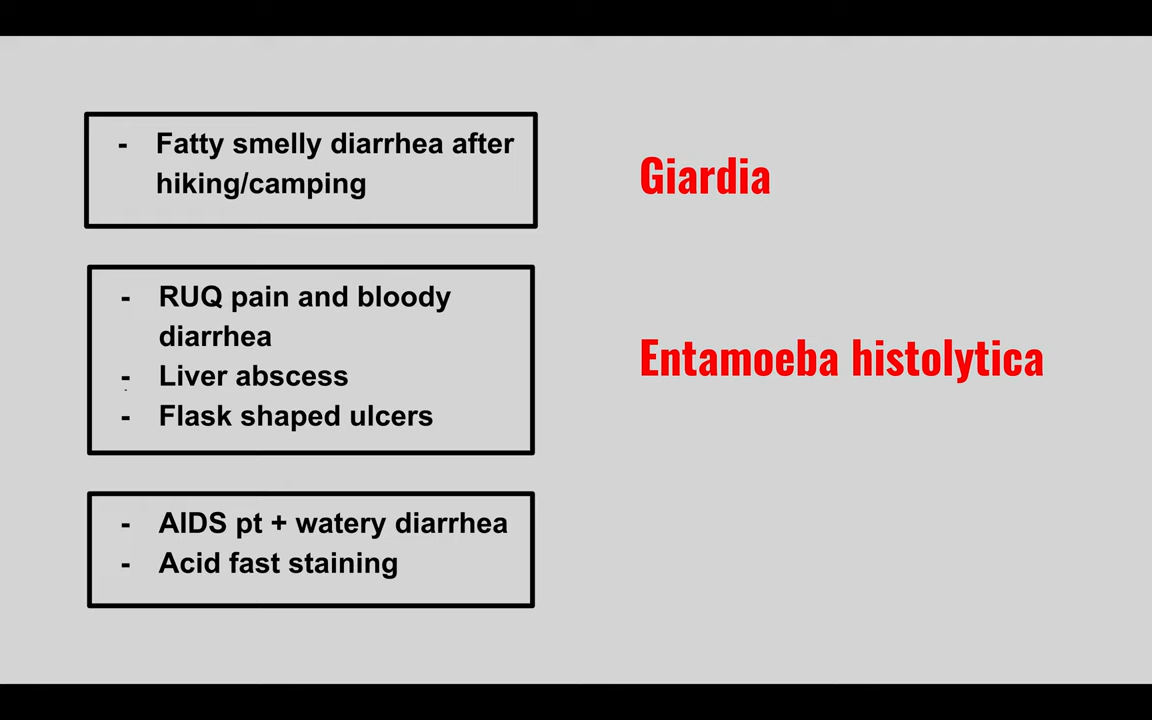 - Fatty smelly diarrhea after
hiking/camping
Giardia
- RUQ pain and bloody
diarrhea
- Liver abscess
- Flask shaped ulcers
Entamoeba histolytica
- AIDS pt + watery diarrhea
- Acid fast staining